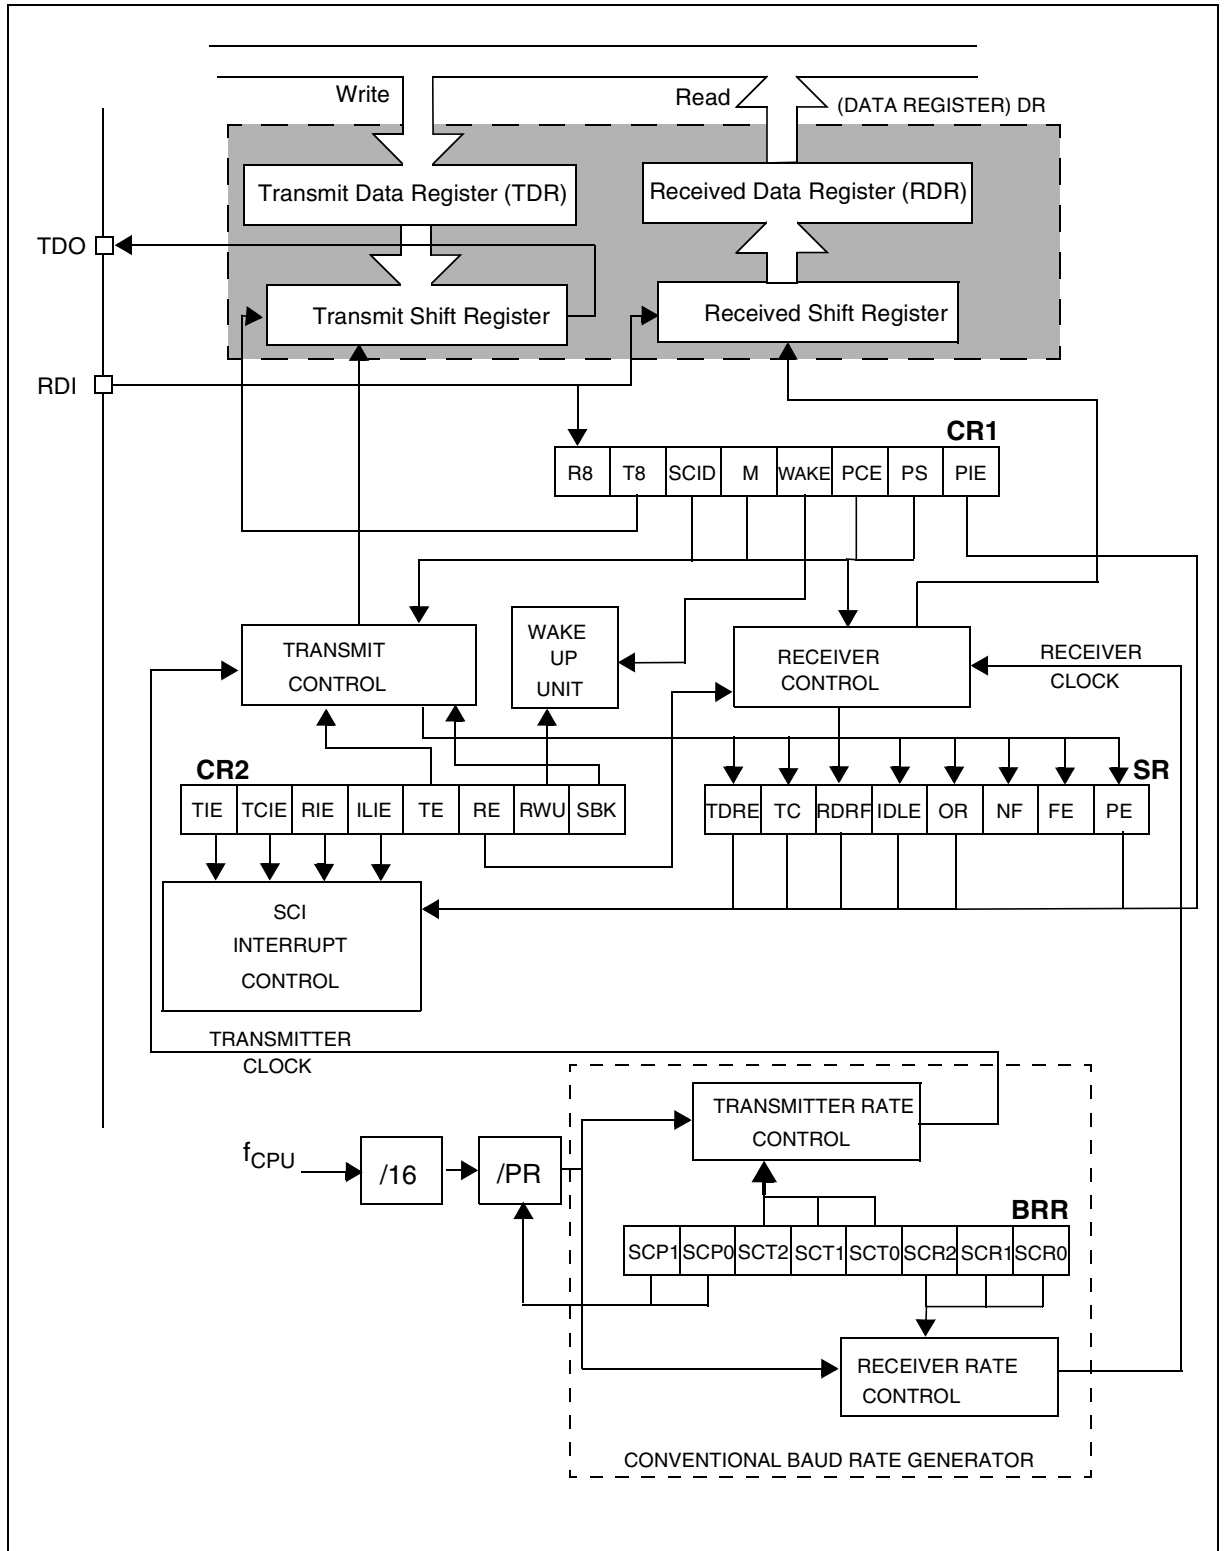 Write
Read
(DATA REGISTER) DR
Transmit Data Register (TDR)
Received Data Register (RDR)
TDO
Transmit Shift Register
Received Shift Register
RDI
CR1
R8 T8 SCID M WAKE PCE PS PIE
TRANSMIT
CONTROL
WAKE
UP
UNIT
RECEIVER
CONTROL
RECEIVER
CLOCK
CR2
TIE TCIE RIE ILIE TE RE RWU SBK
SR
TDRE TC RDRF IDLE OR NF FE PE
SCI
INTERRUPT
CONTROL
TRANSMITTER
CLOCK
TRANSMITTER RATE
CONTROL
fCPU
/16
/PR
BRR
SCP1 SCP0 SCT2 SCT1 SCT0 SCR2 SCR1 SCR0
RECEIVER RATE
CONTROL
CONVENTIONAL BAUD RATE GENERATOR